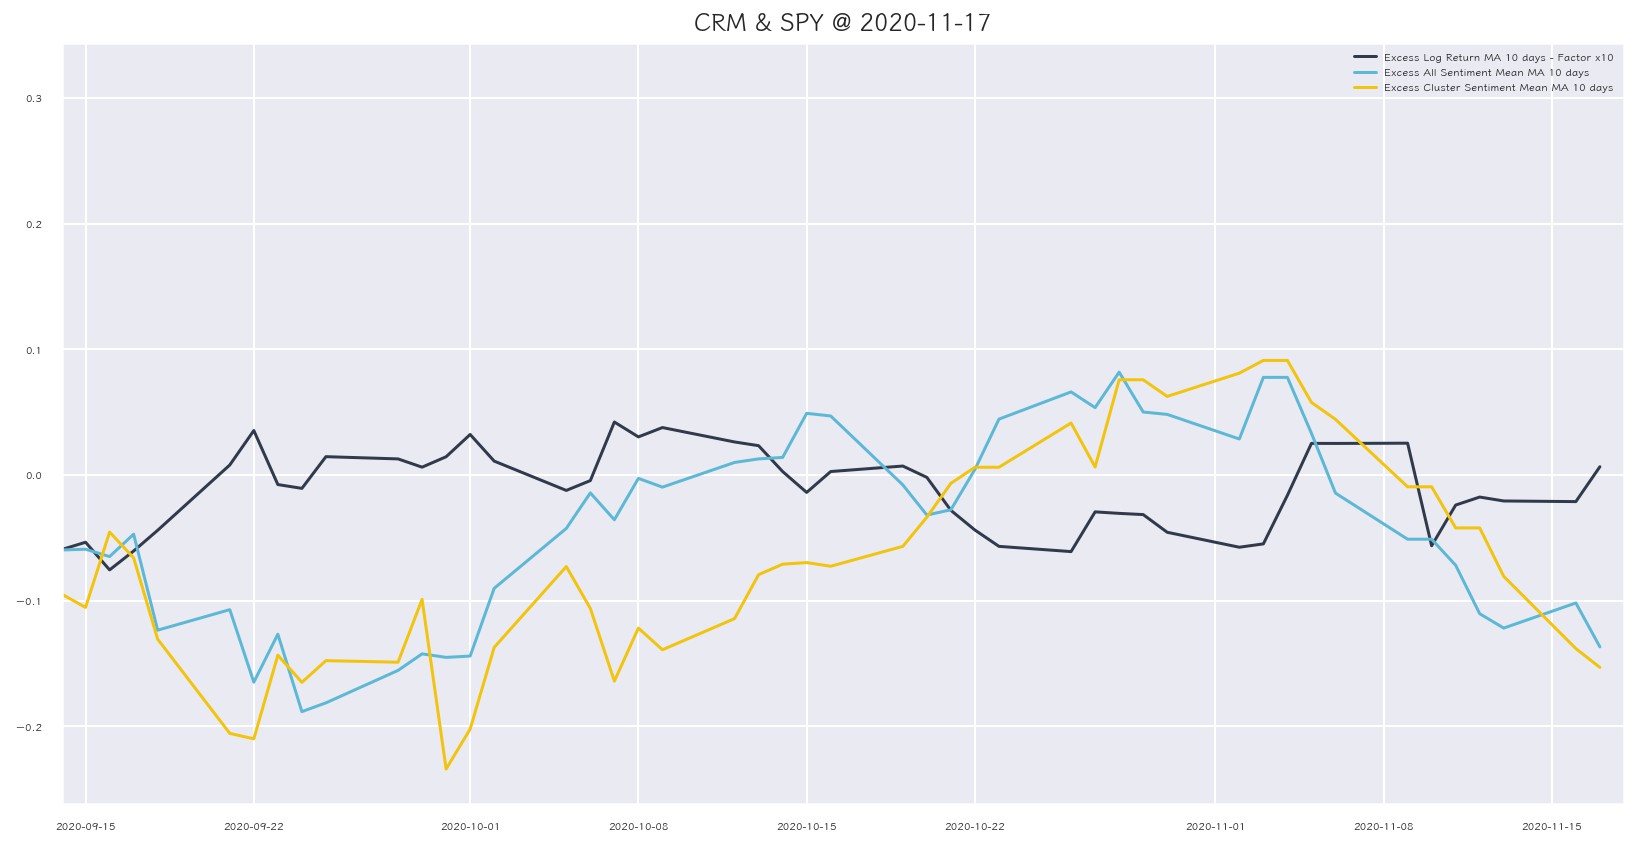 CRM & SPY @ 2020-11-17
Excess Log Return MA 10 days - Factor x10
Excess All Sentiment Mean MA 10 days
Excess Cluster Sentiment Mean MA 10 days
0.3
0.2
0.1
0.0
−0.1
−0.2
2020-09-15 2020-09-22 2020-10-01 2020-10-08 2020-10-15 2020-10-22 2020-11-01 2020-11-08 2020-11-15